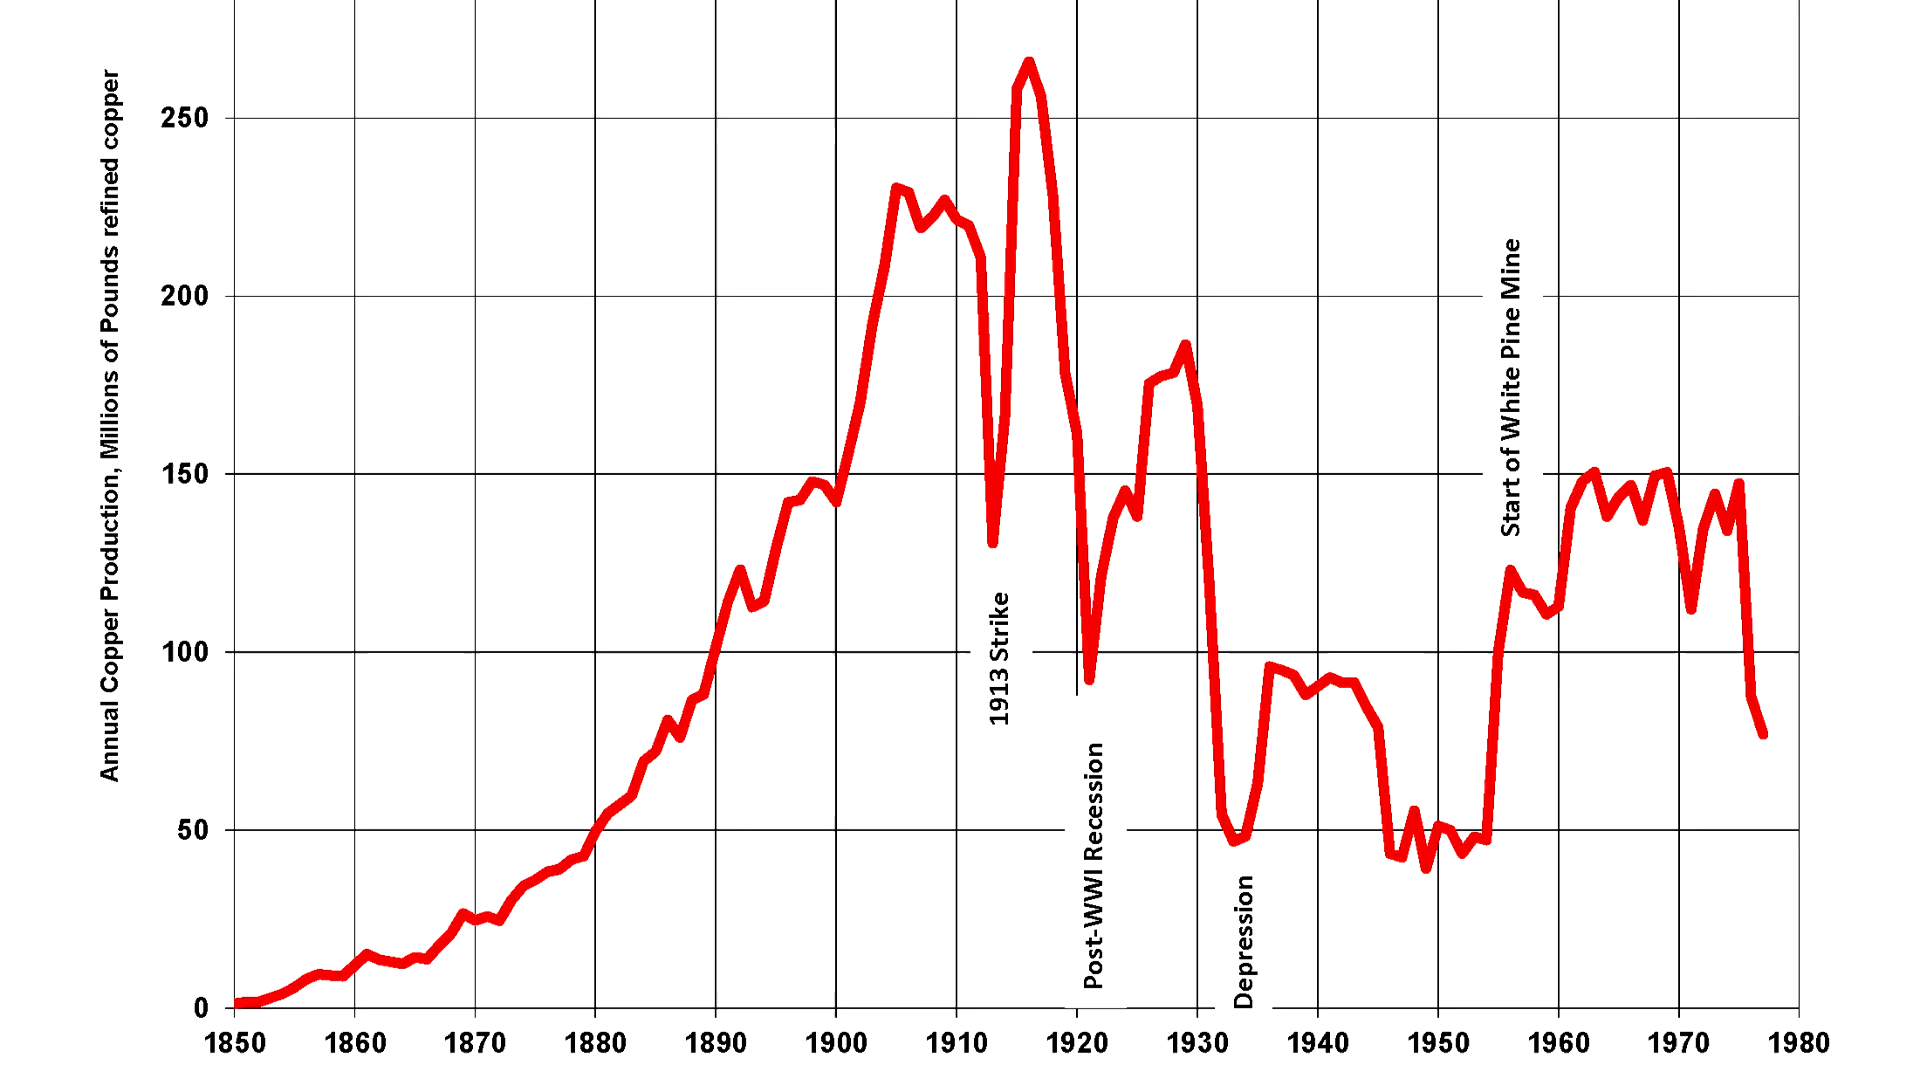 Annual Copper Production, Millions of Pounds refined copper
250
200
150
100
50
0
1913 Strike
Post-WWI Recession
Depression
Start of White Pine Mine
1850 1860 1870 1880 1890 1900 1910 1920 1930 1940 1950 1960 1970 1980